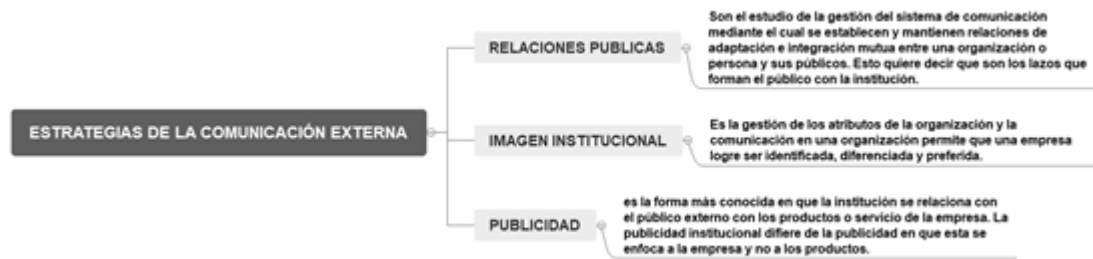 ESTRATEGIAS DE LA COMUNICACIÓN EXTERNA
RELACIONES PUBLICAS
Son el estudio de la gestión del sistema de comunicación
mediante el cual se establecen y mantienen relaciones de
adaptación e integración mutua entre una organización o
persona y sus públicos. Esto quiere decir que son los lazos que
forman el público con la institución.
IMAGEN INSTITUCIONAL
Es la gestión de los atributos de la organización y la
comunicación en una organización permite que una empresa
logre ser identificada, diferenciada y preferida.
PUBLICIDAD
es la forma más conocida en que la institución se relaciona con
el público externo con los productos o servicio de la empresa. La
publicidad institucional difiere de la publicidad en que esta se
enfoca a la empresa y no a los productos.